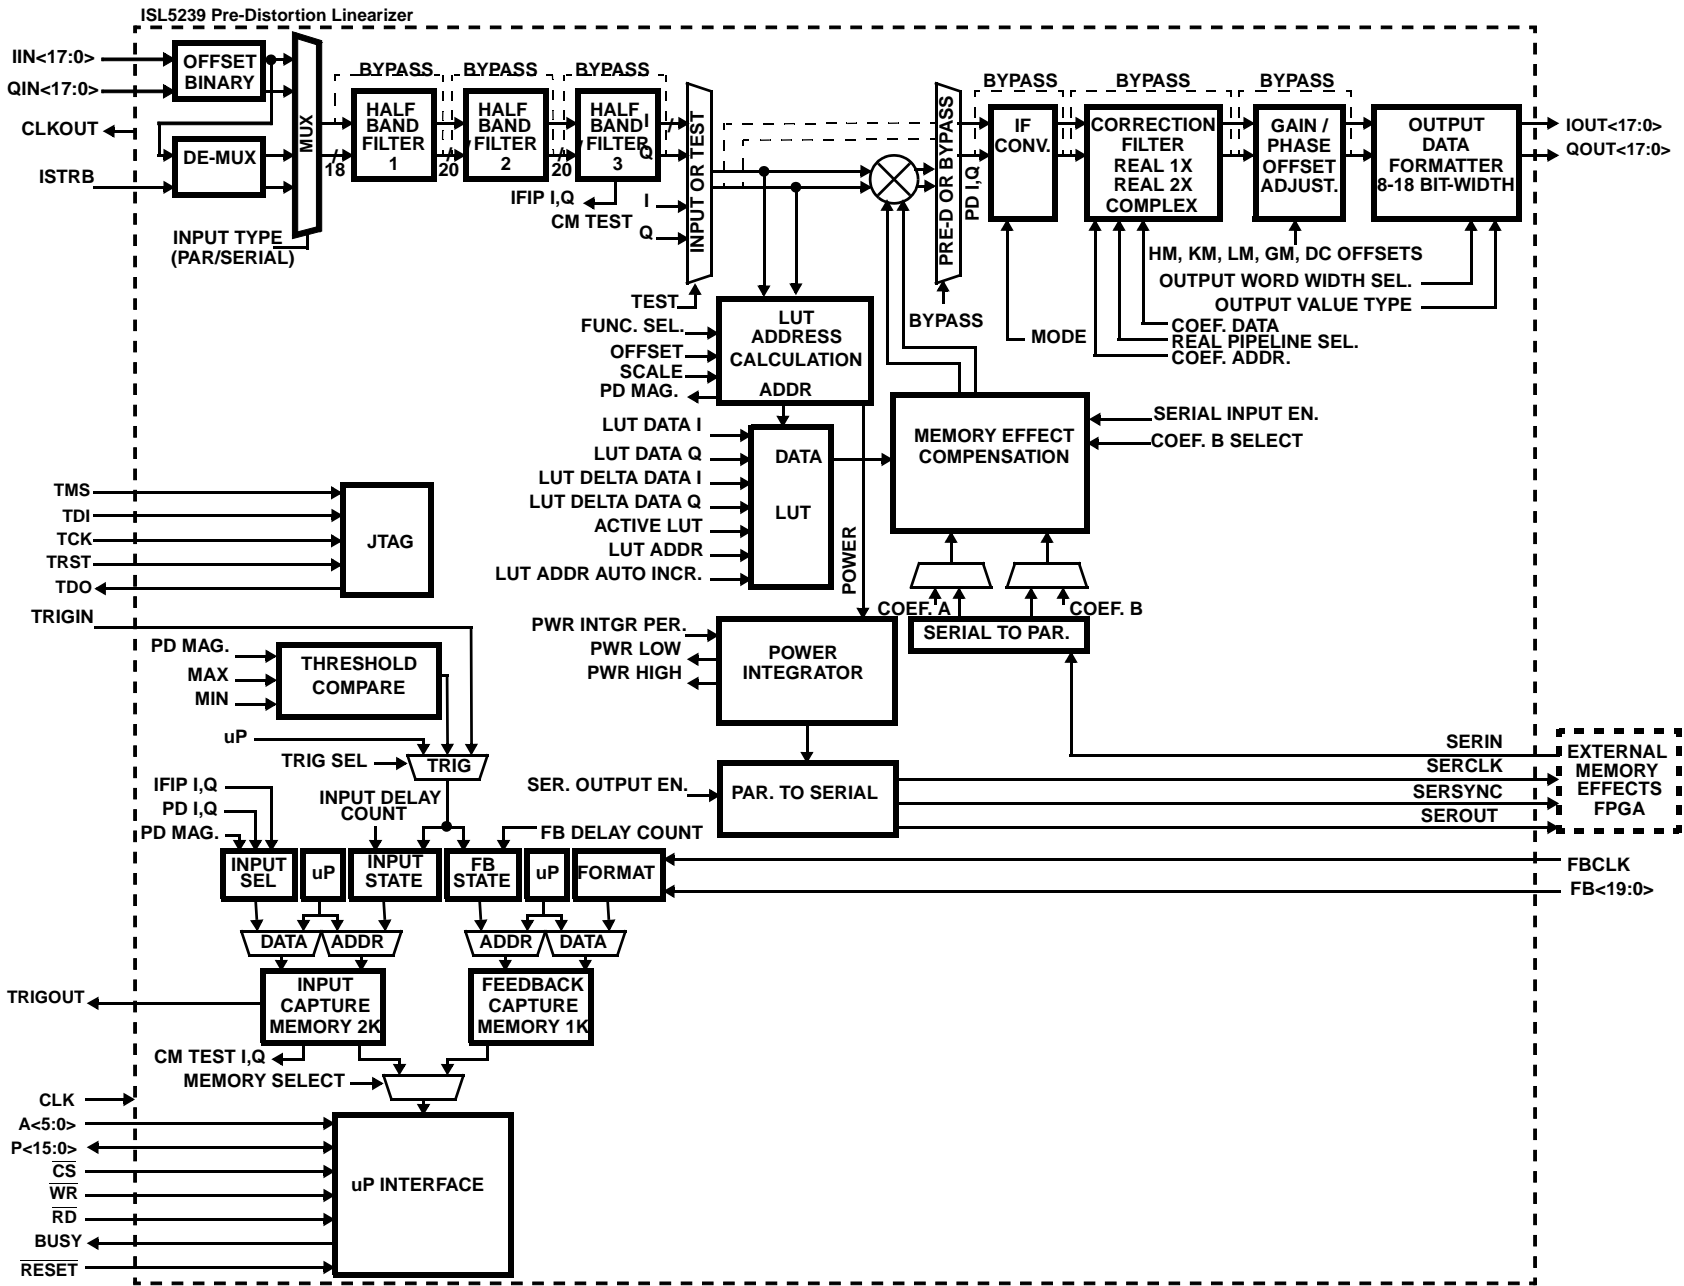 ISL5239 Pre-Distortion Linearizer
IIN<17:0>
QIN<17:0>
CLKOUT
ISTRB
OFFSET
BINARY
DE-MUX
MUX
INPUT TYPE
(PAR/SERIAL)
BYPASS
BYPASS
BYPASS
HALF
BAND
FILTER
1
HALF
BAND
FILTER
2
HALF
BAND
FILTER
3
18
20
20
I
Q
IFIP I,Q
CM TEST
I
Q
INPUT OR TEST
TEST
PRE-D OR BYPASS
PD I,Q
BYPASS
BYPASS
BYPASS
BYPASS
IF
CONV.
CORRECTION
FILTER
REAL 1X
REAL 2X
COMPLEX
GAIN /
PHASE
OFFSET
ADJUST.
OUTPUT
DATA
FORMATTER
8-18 BIT-WIDTH
IOUT<17:0>
QOUT<17:0>
HM, KM, LM, GM, DC OFFSETS
OUTPUT WORD WIDTH SEL.
OUTPUT VALUE TYPE
COEF. DATA
REAL PIPELINE SEL.
COEF. ADDR.
MODE
FUNC. SEL.
OFFSET
SCALE
PD MAG.
LUT
ADDRESS
CALCULATION
ADDR
LUT DATA I
LUT DATA Q
LUT DELTA DATA I
LUT DELTA DATA Q
ACTIVE LUT
LUT ADDR
LUT ADDR AUTO INCR.
DATA
LUT
POWER
MEMORY EFFECT
COMPENSATION
SERIAL INPUT EN.
COEF. B SELECT
COEF. A
COEF. B
SERIAL TO PAR.
TMS
TDI
TCK
TRST
TDO
JTAG
TRIGIN
PD MAG.
MAX
MIN
THRESHOLD
COMPARE
PWR INTGR PER.
PWR LOW
PWR HIGH
POWER
INTEGRATOR
uP
TRIG SEL
TRIG
SER. OUTPUT EN.
PAR. TO SERIAL
SERIN
SERCLK
SERSYNC
SEROUT
EXTERNAL
MEMORY
EFFECTS
FPGA
IFIP I,Q
PD I,Q
PD MAG.
INPUT DELAY
COUNT
FB DELAY COUNT
INPUT
SEL
uP
INPUT
STATE
FB
STATE
uP
FORMAT
FBCLK
FB<19:0>
DATA
ADDR
ADDR
DATA
TRIGOUT
INPUT
CAPTURE
MEMORY 2K
FEEDBACK
CAPTURE
MEMORY 1K
CM TEST I,Q
MEMORY SELECT
CLK
A<5:0>
P<15:0>
CS
WR
RD
BUSY
RESET
uP INTERFACE